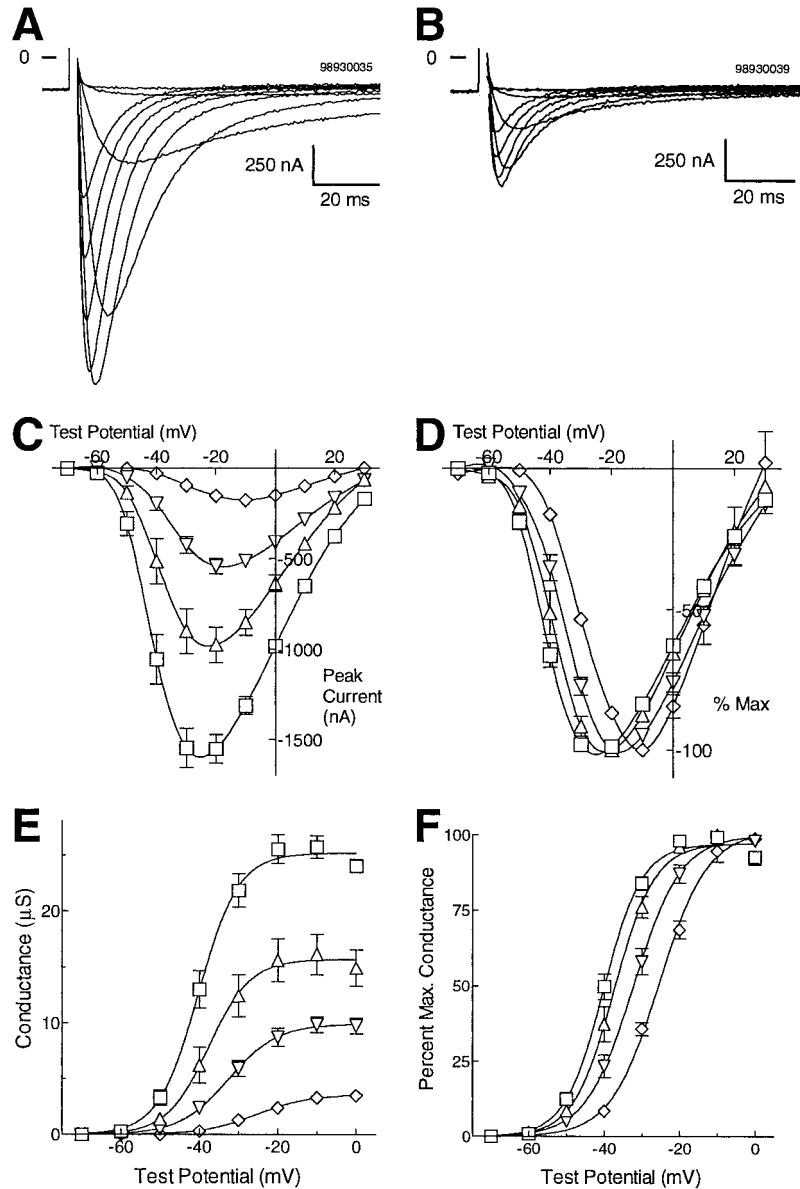 A
0
98930035
250 nA
20 ms
B
0
98930039
250 nA
20 ms
C
Test Potential (mV)
-60
-40
-20
20
-500
-1000
-1500
Peak
Current
(nA)
D
Test Potential (mV)
-60
-40
-20
20
-50
-100
% Max
E
Conductance (μS)
20
10
0
-60
-40
-20
0
Test Potential (mV)
F
Percent Max. Conductance
100
75
50
25
0
-60
-40
-20
0
Test Potential (mV)